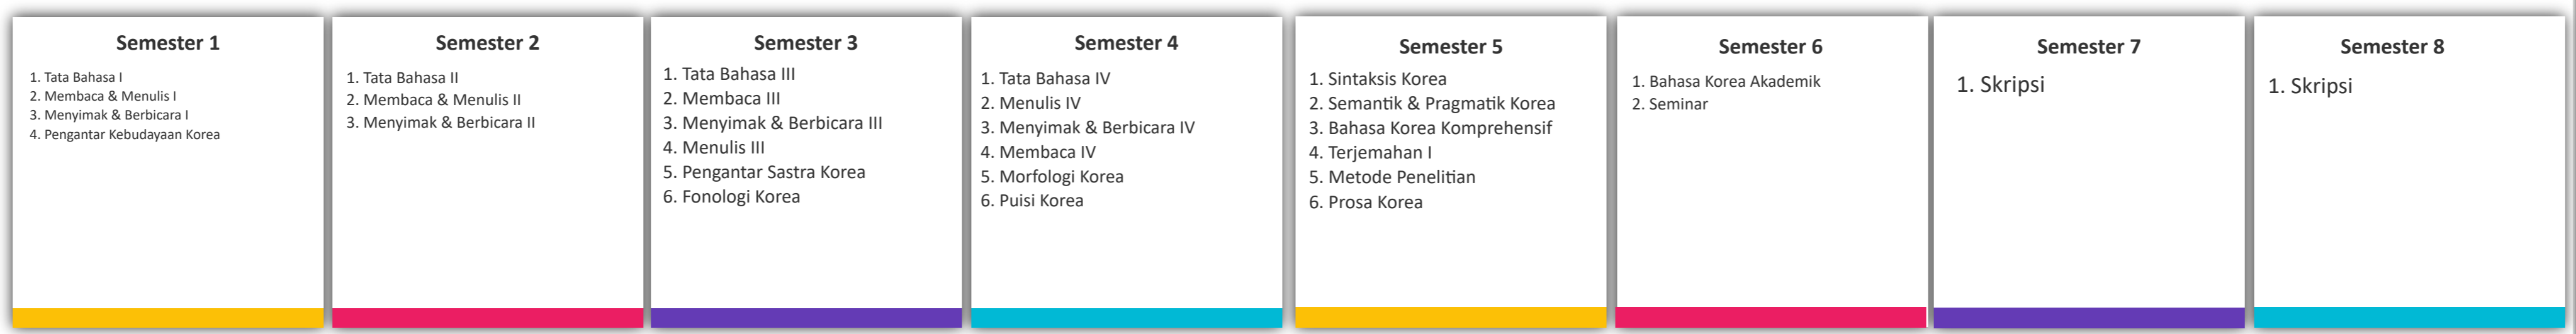 Semester 1
1. Tata Bahasa I
2. Membaca & Menulis I
3. Menyimak & Berbicara I
4. Pengantar Kebudayaan Korea
Semester 2
1. Tata Bahasa II
2. Membaca & Menulis II
3. Menyimak & Berbicara II
Semester 3
1. Tata Bahasa III
2. Membaca III
3. Menyimak & Berbicara III
4. Menulis III
5. Pengantar Sastra Korea
6. Fonologi Korea
Semester 4
1. Tata Bahasa IV
2. Menulis IV
3. Menyimak & Berbicara IV
4. Membaca IV
5. Morfologi Korea
6. Puisi Korea
Semester 5
1. Sintaksis Korea
2. Semantik & Pragmatik Korea
3. Bahasa Korea Komprehensif
4. Terjemahan I
5. Metode Penelitian
6. Prosa Korea
Semester 6
1. Bahasa Korea Akademik
2. Seminar
Semester 7
1. Skripsi
Semester 8
1. Skripsi